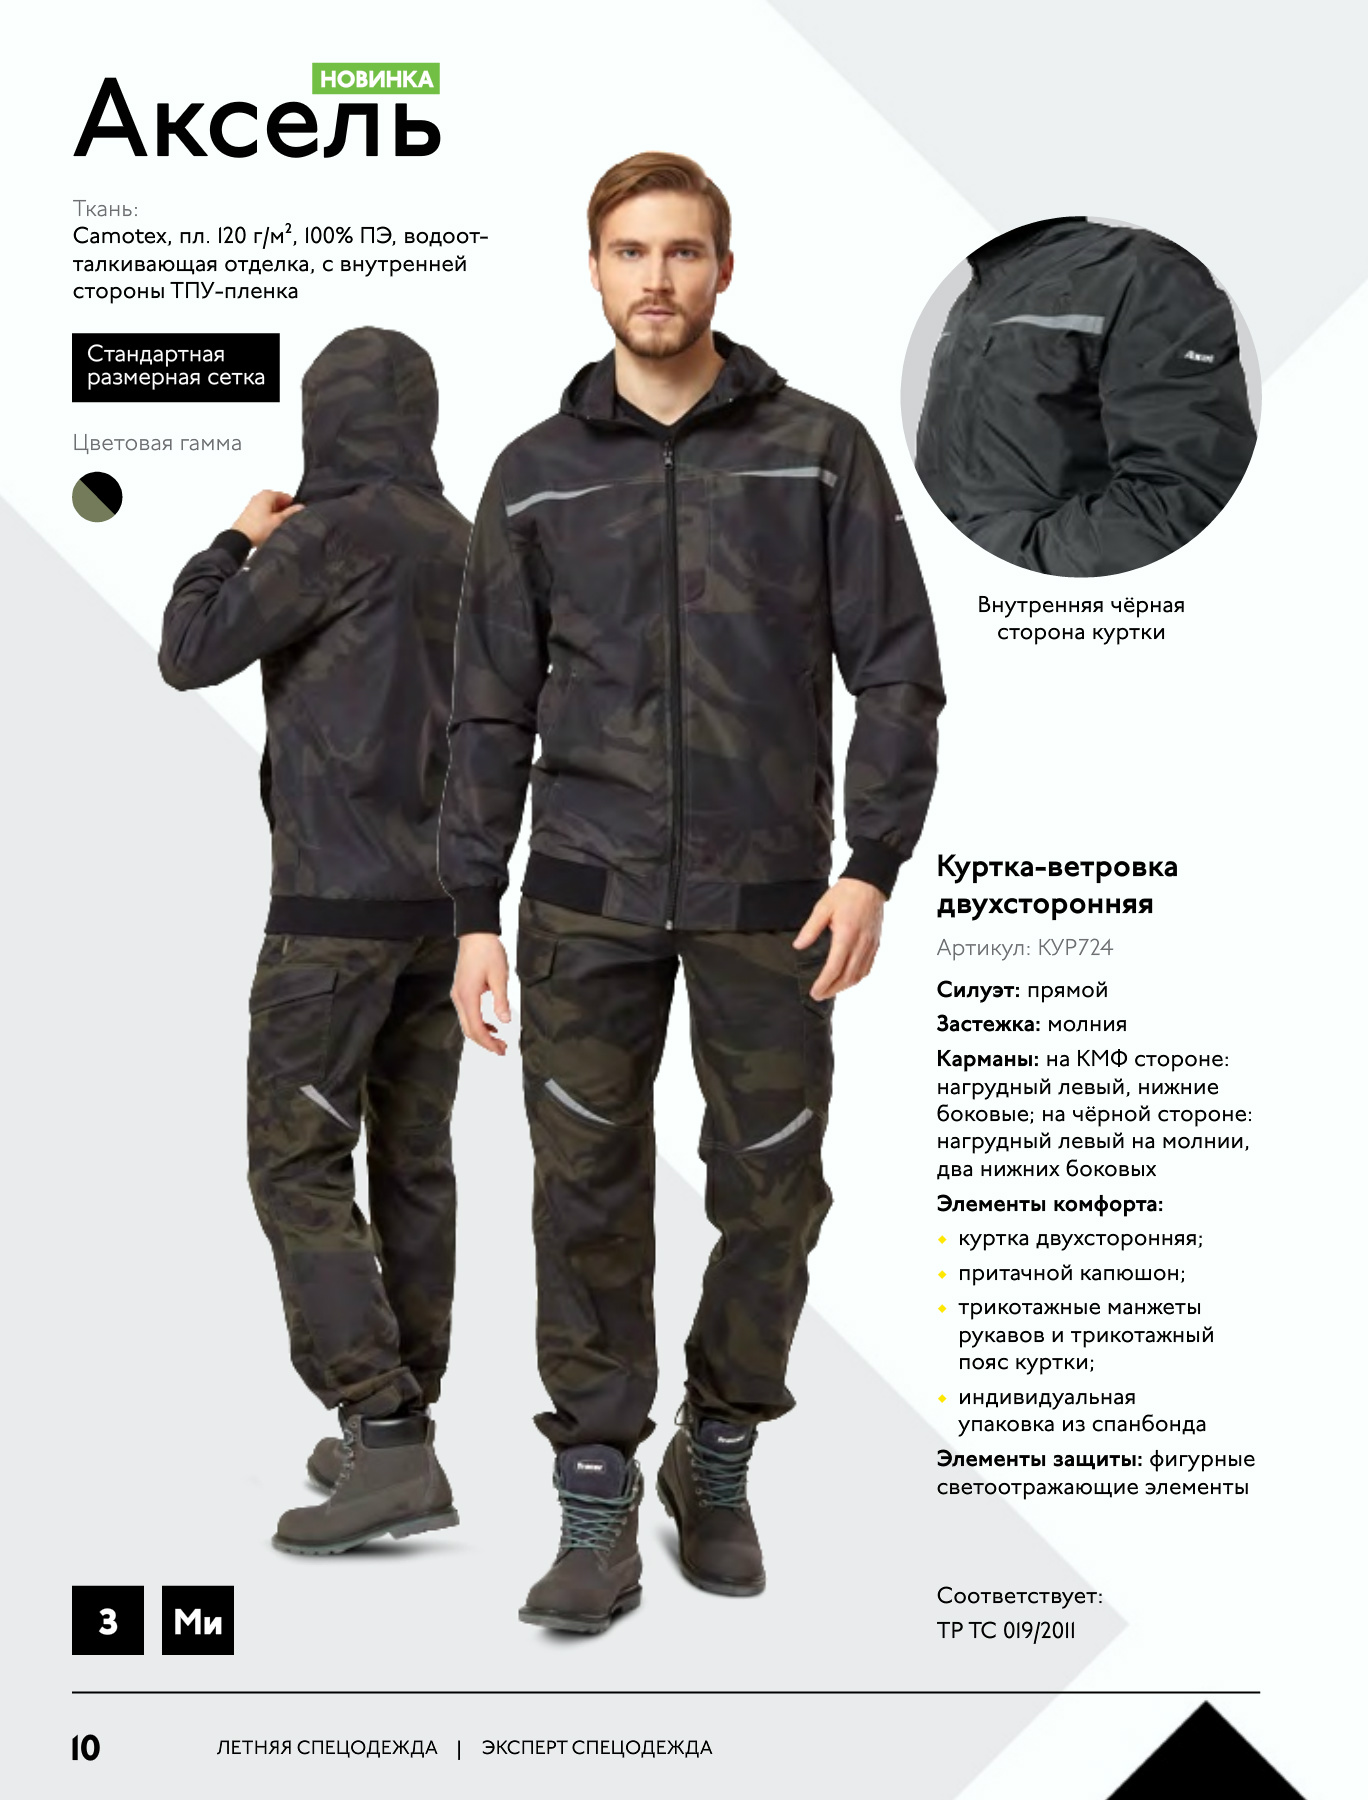 НОВИНКА
Аксель
Ткань:
Camotex, пл. 120 г/м², 100% ПЭ, водоот-
талкивающая отделка, с внутренней
стороны ТПУ-пленка
Стандартная
размерная сетка
Цветовая гамма
Внутренняя чёрная
сторона куртки
Куртка-ветровка
двухсторонняя
Артикул: КУР724
Силуэт: прямой
Застежка: молния
Карманы: на КМФ стороне:
нагрудный левый, нижние
боковые; на чёрной стороне:
нагрудный левый на молнии,
два нижних боковых
Элементы комфорта:
куртка двухсторонняя;
притачной капюшон;
трикотажные манжеты
рукавов и трикотажный
пояс куртки;
индивидуальная
упаковка из спанбонда
Элементы защиты: фигурные
светоотражающие элементы
Соответствует:
ТР ТС 019/2011
З Ми
10 ЛЕТНЯЯ СПЕЦОДЕЖДА | ЭКСПЕРТ СПЕЦОДЕЖДА